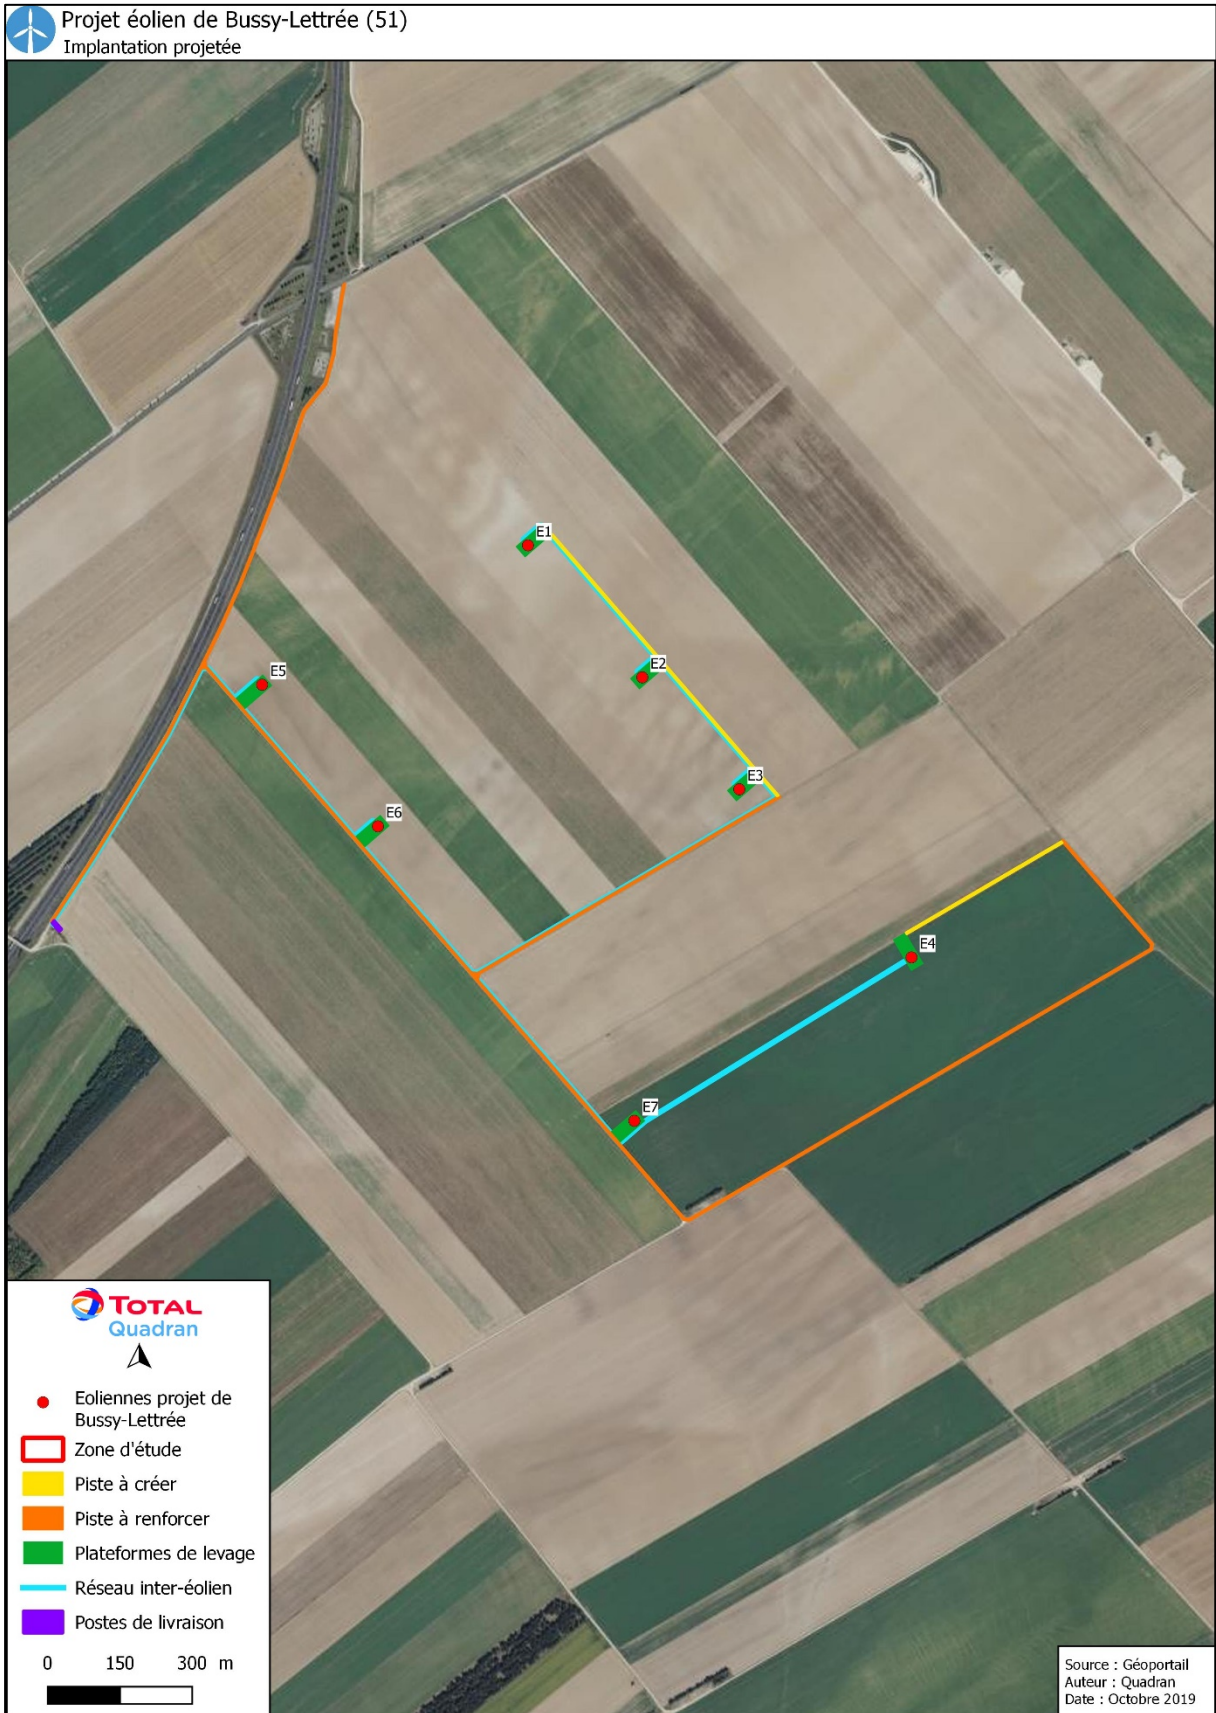 Projet éolien de Bussy-Lettrée (51)
Implantation projetée
E1
E2
E5
E3
E6
E4
E7
TOTAL
Quadran
Eoliennes projet de
Bussy-Lettrée
Zone d'étude
Piste à créer
Piste à renforcer
Plateformes de levage
Réseau inter-éolien
Postes de livraison
0 150 300 m
Source : Géoportail
Auteur : Quadran
Date : Octobre 2019